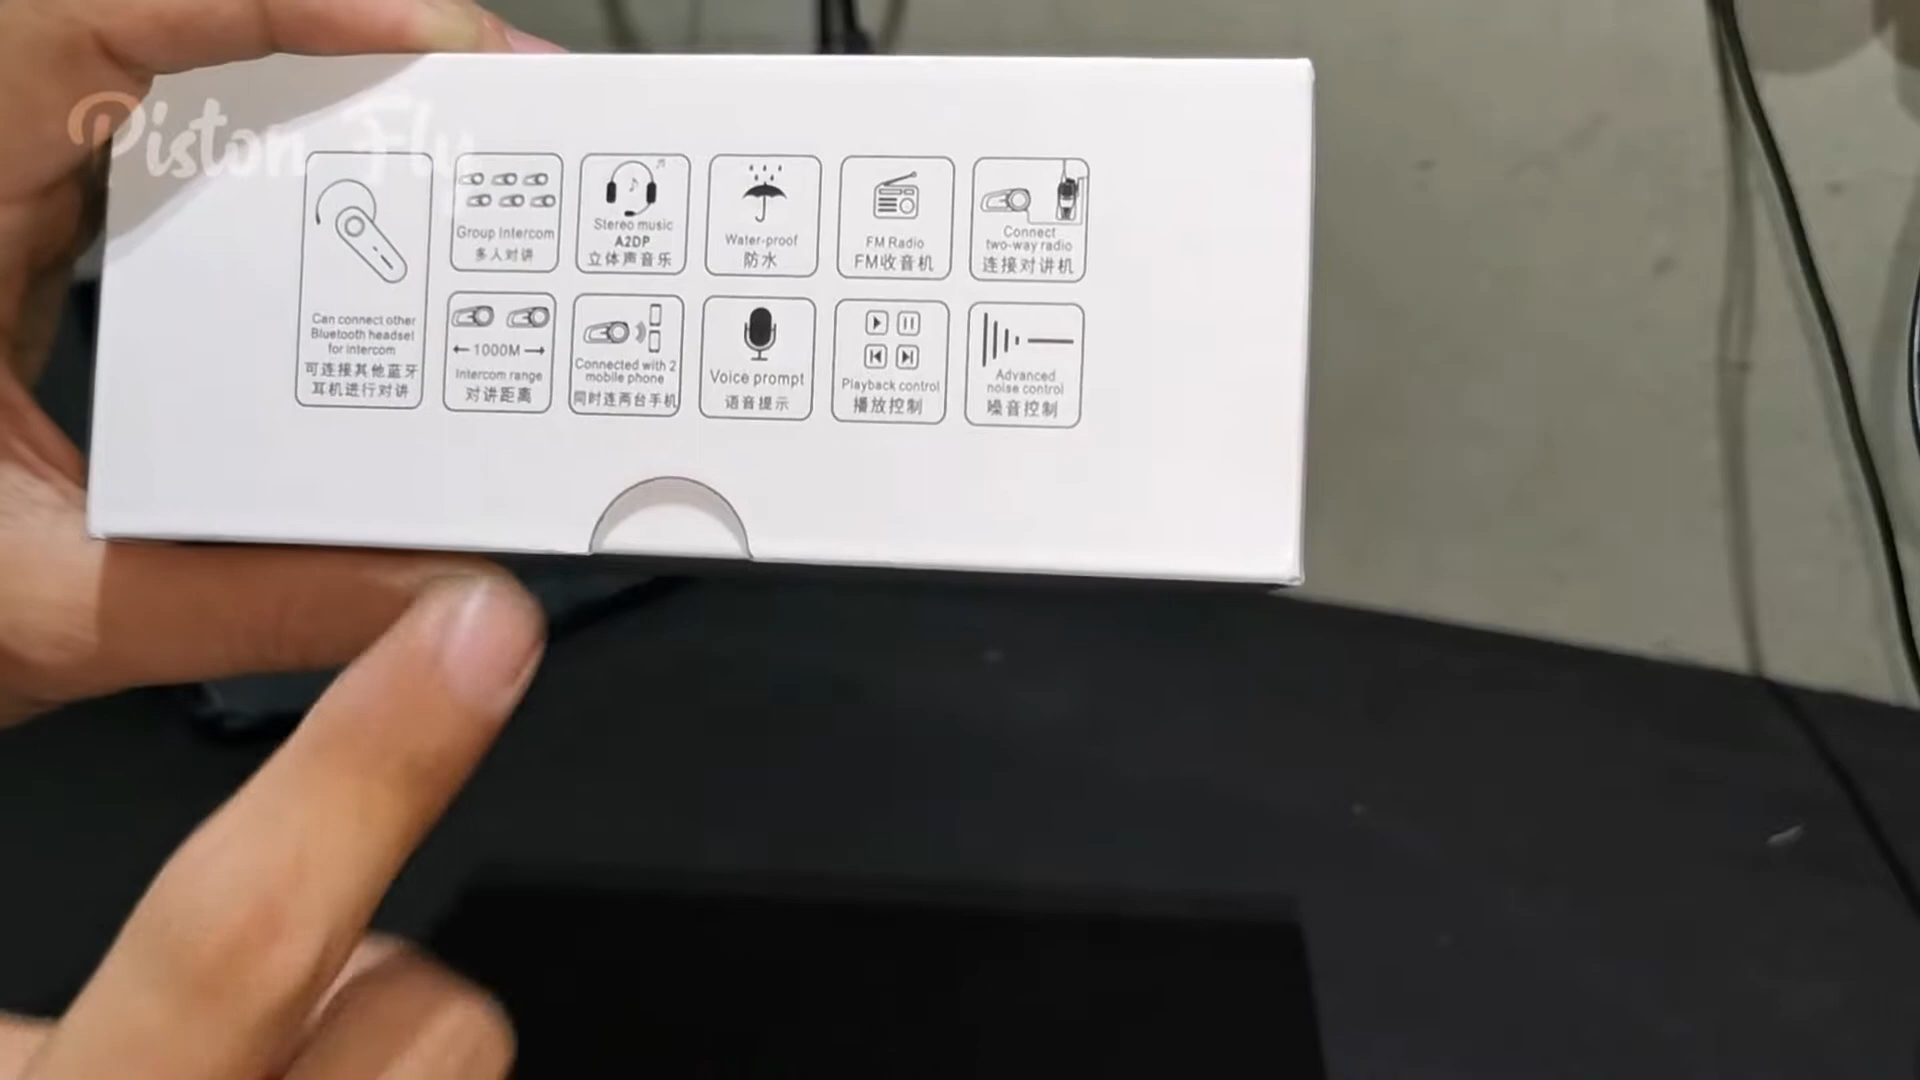 Piston Flu
Can connect other
Bluetooth headset
for intercom
可连接其他蓝牙
耳机进行对讲
Group Intercom
多人对讲
Stereo music
A2DP
立体声音乐
Water-proof
防水
FM Radio
FM收音机
Connect
two-way radio
连接对讲机
1000M
Intercom range
对讲距离
Connected with 2
mobile phone
同时连两台手机
Voice prompt
语音提示
Playback control
播放控制
Advanced
noise control
噪音控制